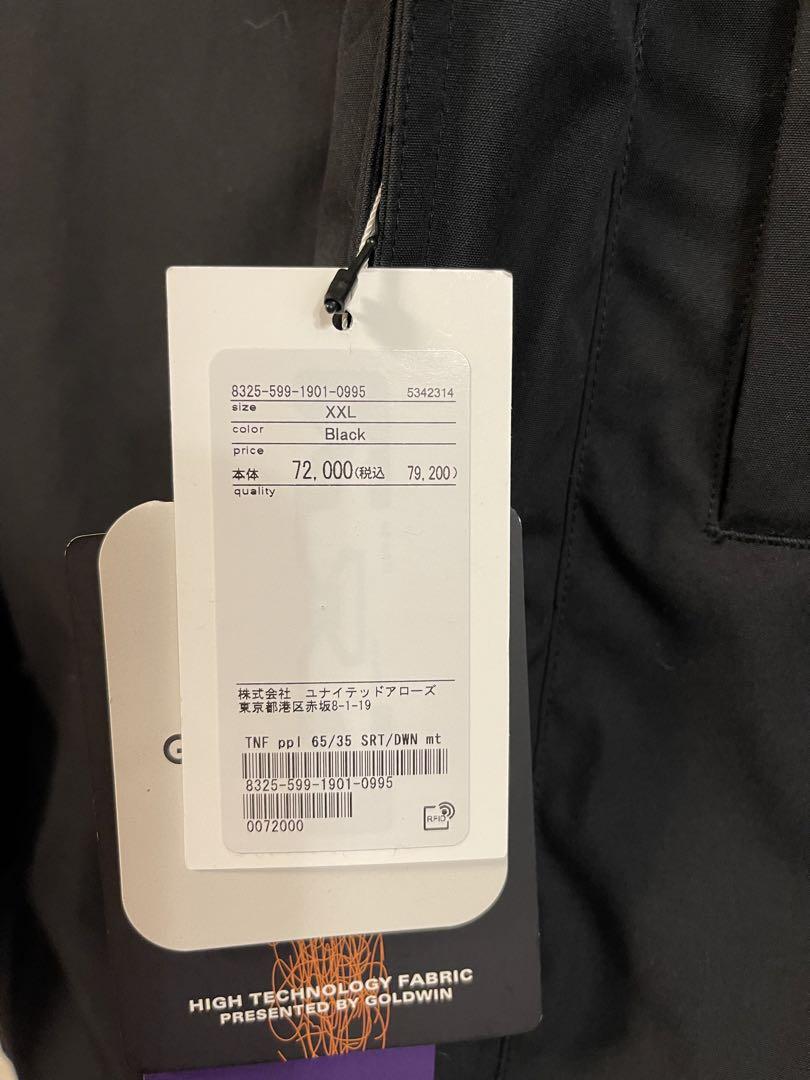 8325-599-1901-0995 5342314
size XXL
color Black
price
本体 72,000(税込 79,200)
quality
株式会社 ユナイテッドアローズ
東京都港区赤坂8-1-19
TNF ppl 65/35 SRT/DWN mt
8325-599-1901-0995
0072000
RFID
G
HIGH TECHNOLOGY FABRIC
PRESENTED BY GOLDWIN